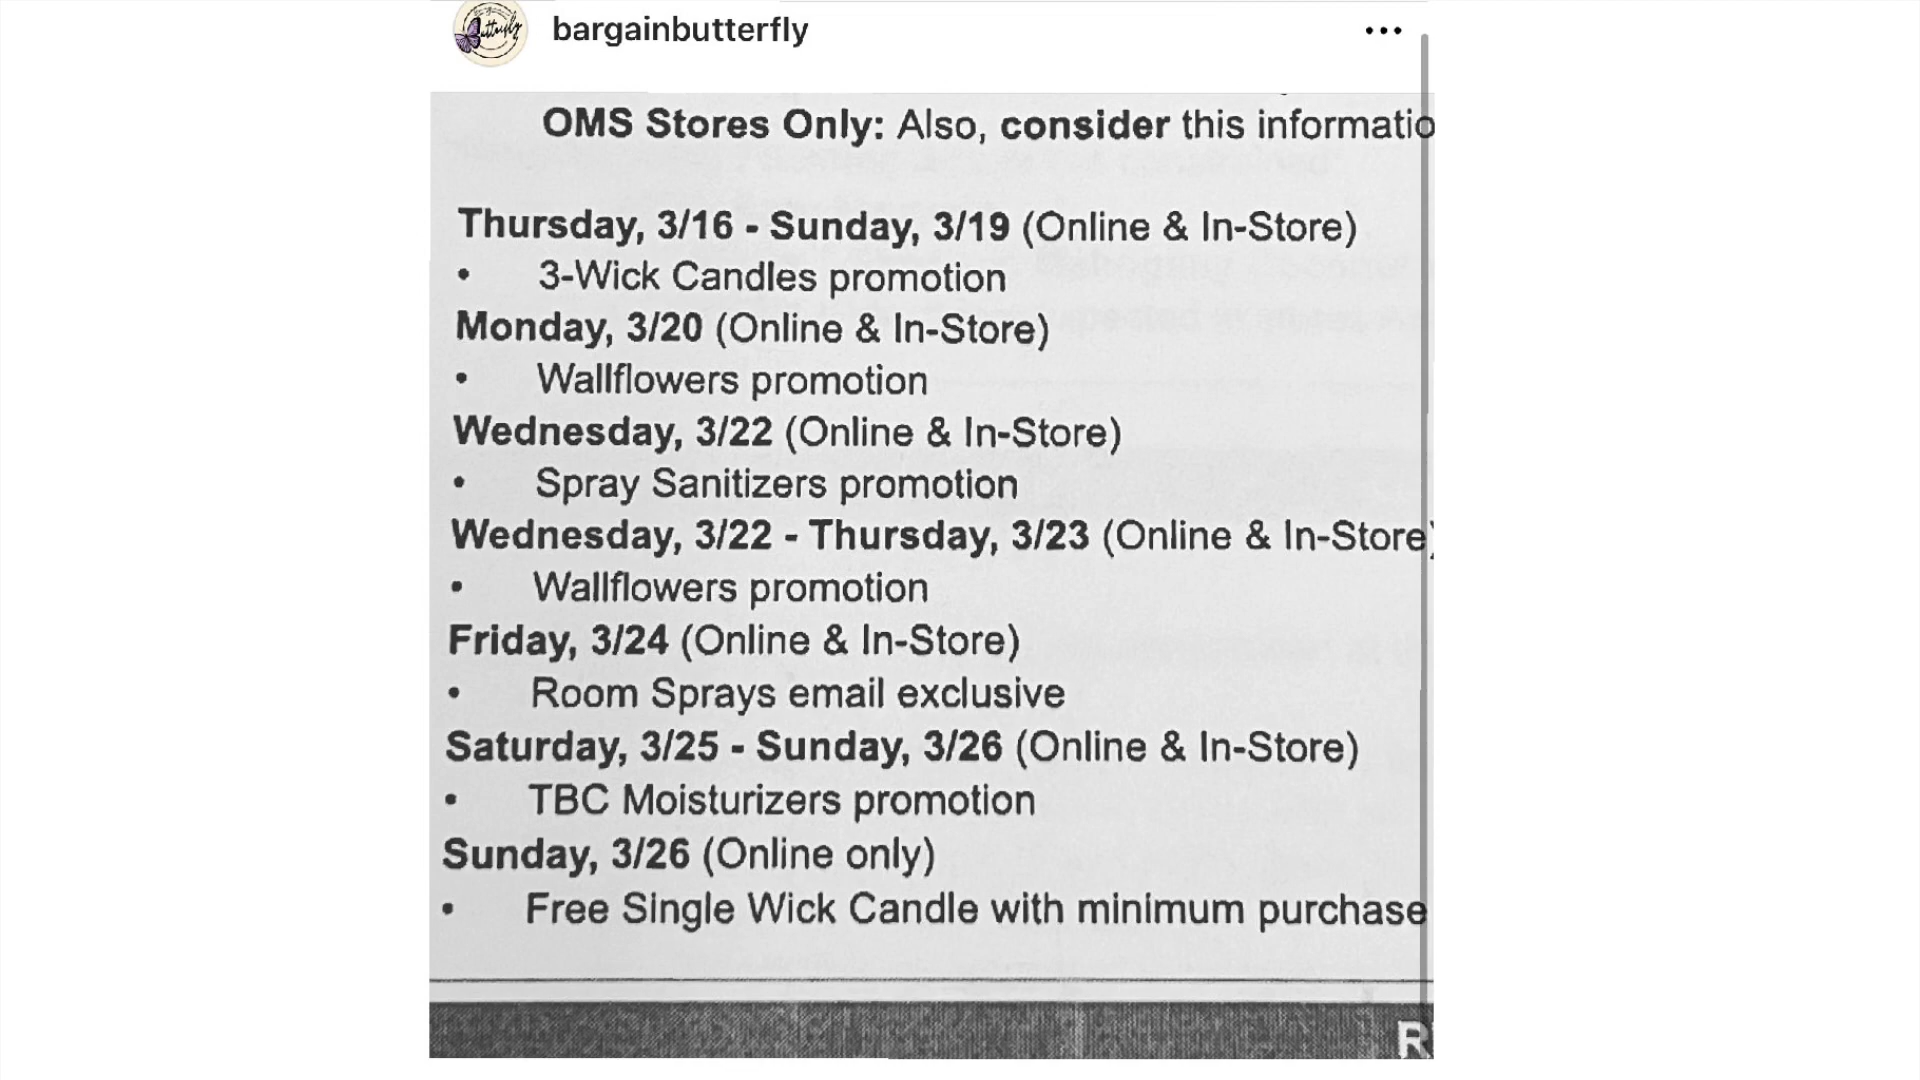 Butterfly
bargainbutterfly
OMS Stores Only: Also, consider this informatio
Thursday, 3/16 - Sunday, 3/19 (Online & In-Store)
• 3-Wick Candles promotion
Monday, 3/20 (Online & In-Store)
• Wallflowers promotion
Wednesday, 3/22 (Online & In-Store)
• Spray Sanitizers promotion
Wednesday, 3/22 - Thursday, 3/23 (Online & In-Store)
• Wallflowers promotion
Friday, 3/24 (Online & In-Store)
• Room Sprays email exclusive
Saturday, 3/25 - Sunday, 3/26 (Online & In-Store)
• TBC Moisturizers promotion
Sunday, 3/26 (Online only)
• Free Single Wick Candle with minimum purchase
R